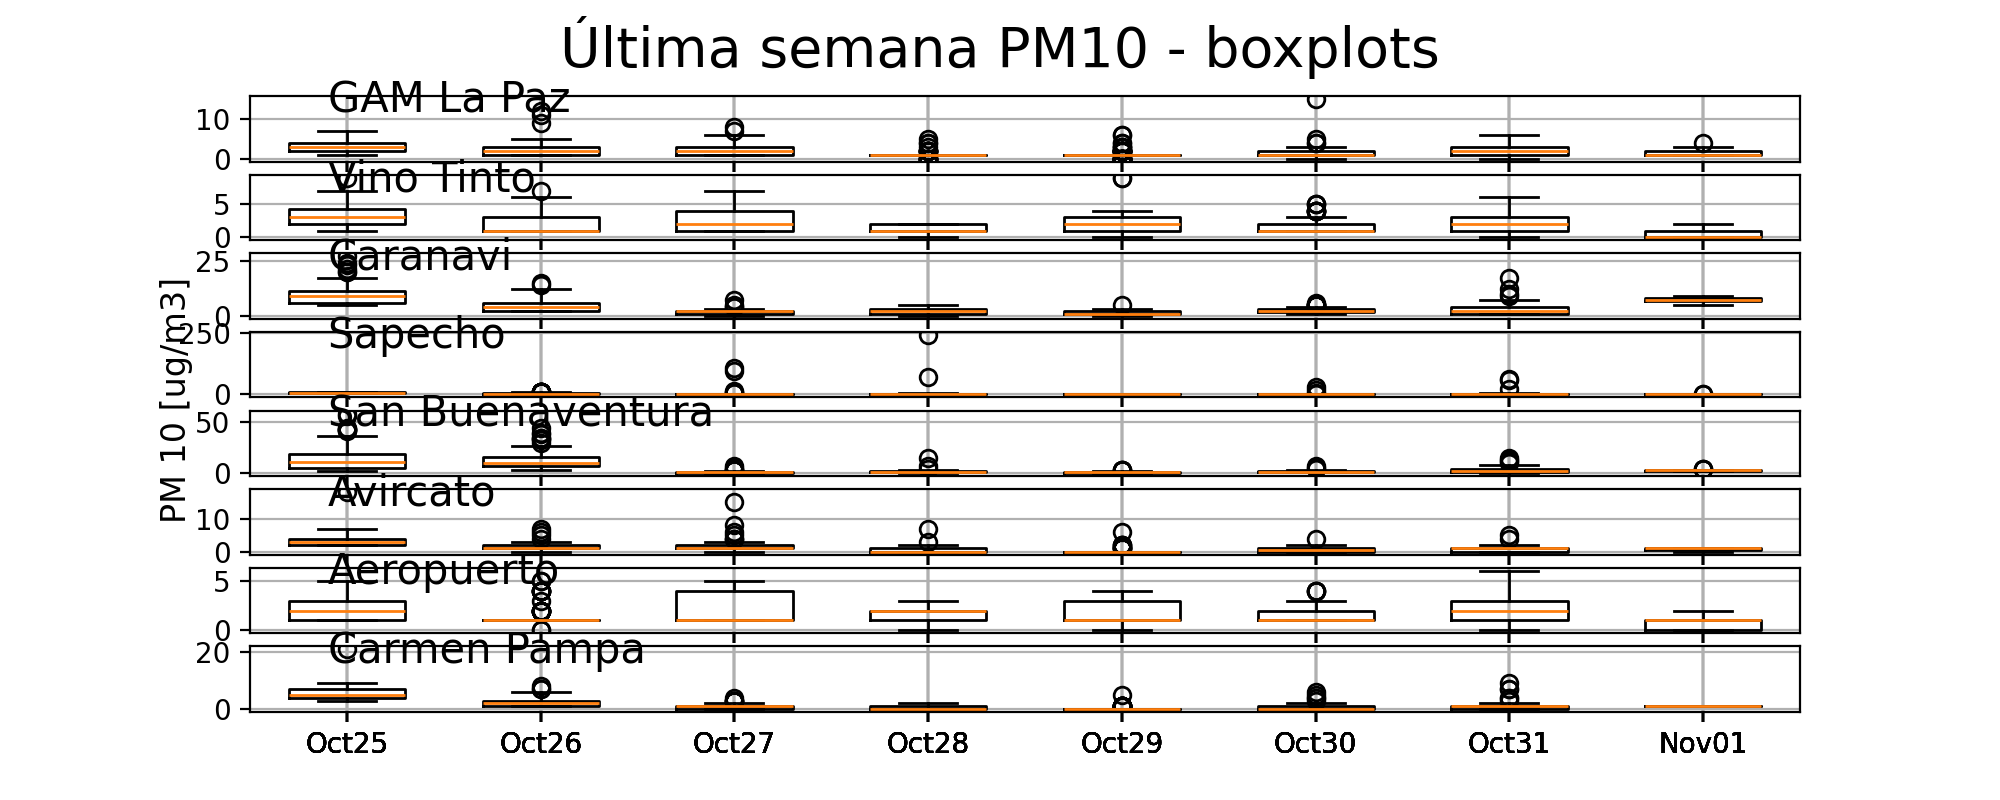 Última semana PM10 - boxplots
GAM La Paz
10
0
Vino Tinto
5
0
Caranavi
25
0
PM 10 [ug/m3]
Sapecho
250
0
San Buenaventura
50
0
Avircato
10
0
Aeropuerto
5
0
Carmen Pampa
20
0
Oct25 Oct26 Oct27 Oct28 Oct29 Oct30 Oct31 Nov01